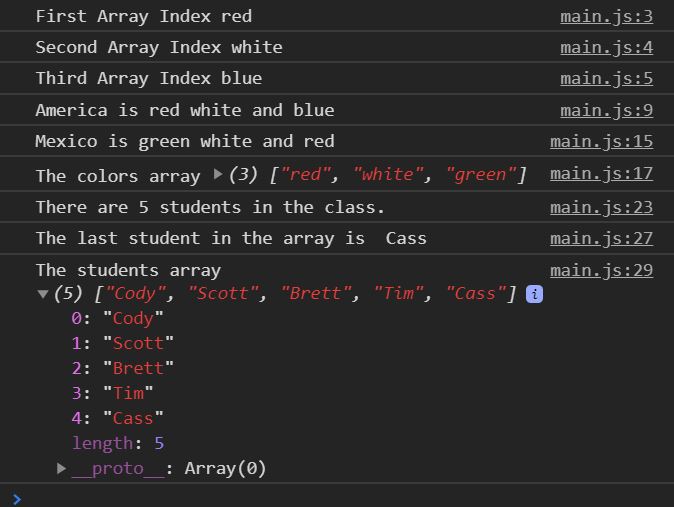 First Array Index red main.js:3
Second Array Index white main.js:4
Third Array Index blue main.js:5
America is red white and blue main.js:9
Mexico is green white and red main.js:15
The colors array ▶(3) ["red", "white", "green"] main.js:17
There are 5 students in the class. main.js:23
The last student in the array is  Cass main.js:27
The students array main.js:29
▼(5) ["Cody", "Scott", "Brett", "Tim", "Cass"] i
0: "Cody"
1: "Scott"
2: "Brett"
3: "Tim"
4: "Cass"
length: 5
▶__proto__: Array(0)
>